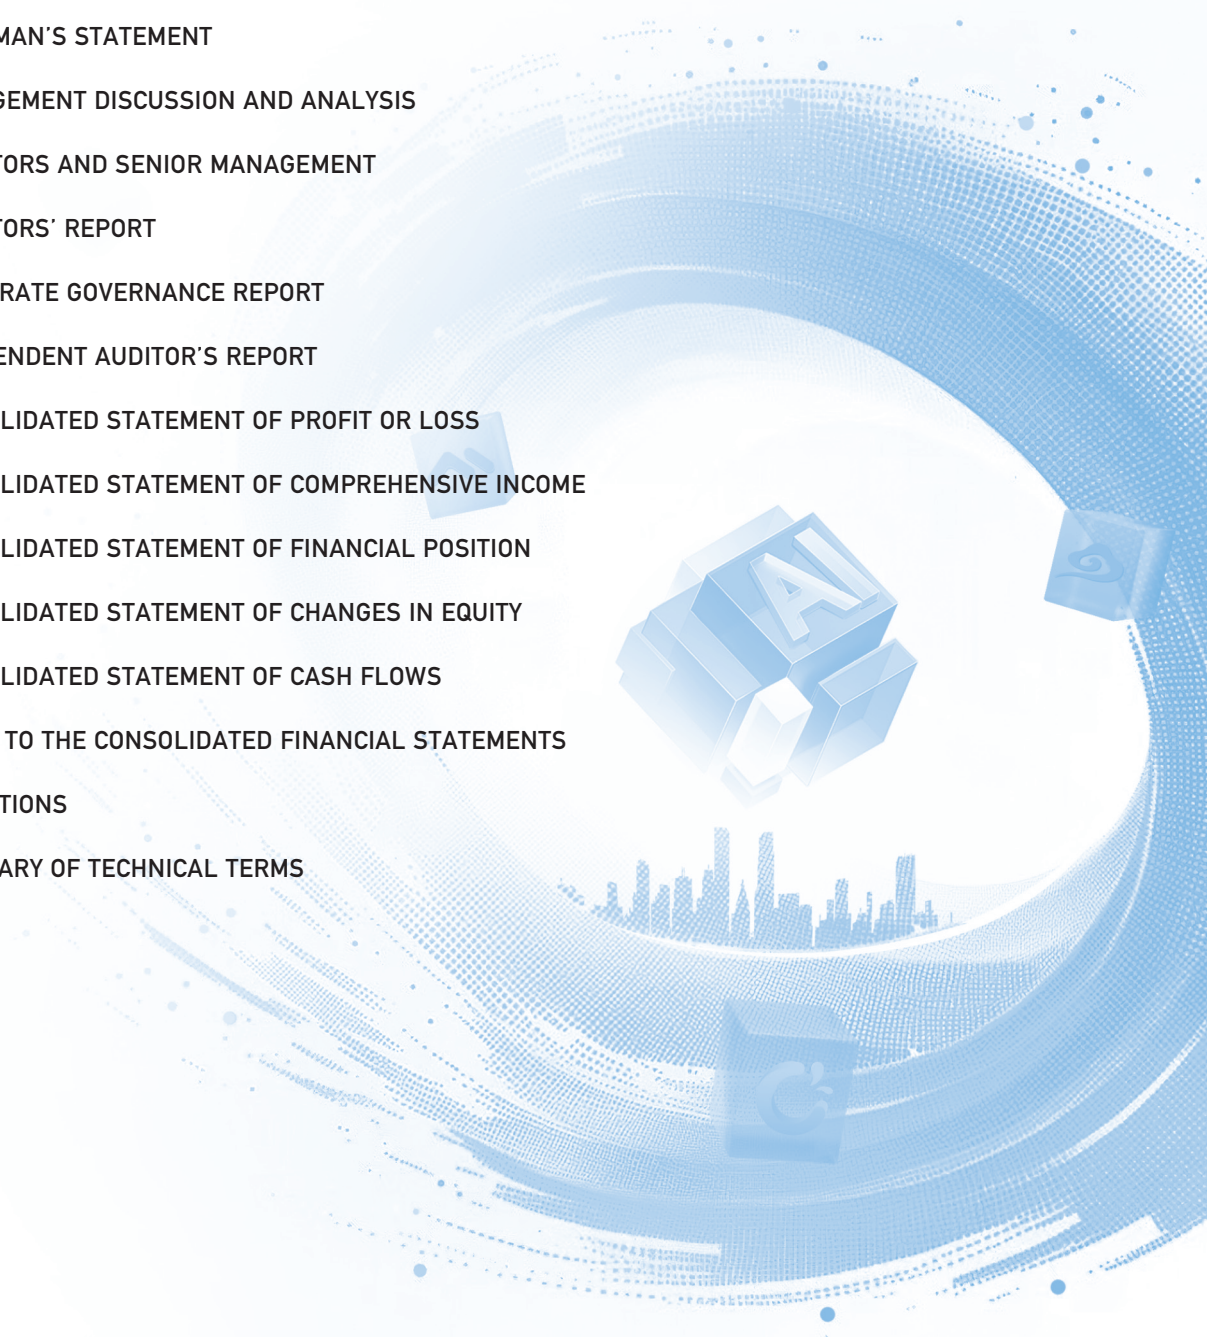 MAN'S STATEMENT
GEMENT DISCUSSION AND ANALYSIS
TORS AND SENIOR MANAGEMENT
TORS' REPORT
RATE GOVERNANCE REPORT
ENDENT AUDITOR'S REPORT
LIDATED STATEMENT OF PROFIT OR LOSS
LIDATED STATEMENT OF COMPREHENSIVE INCOME
LIDATED STATEMENT OF FINANCIAL POSITION
LIDATED STATEMENT OF CHANGES IN EQUITY
LIDATED STATEMENT OF CASH FLOWS
TO THE CONSOLIDATED FINANCIAL STATEMENTS
TIONS
ARY OF TECHNICAL TERMS
AI